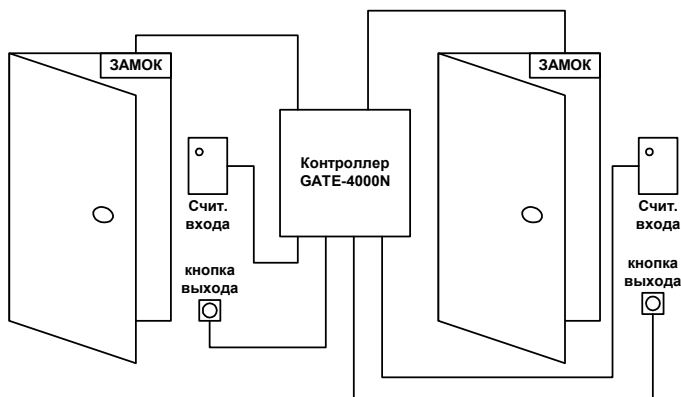 ЗАМОК
ЗАМОК
Контроллер
GATE-4000N
Счит.
входа
Счит.
входа
кнопка
выхода
кнопка
выхода